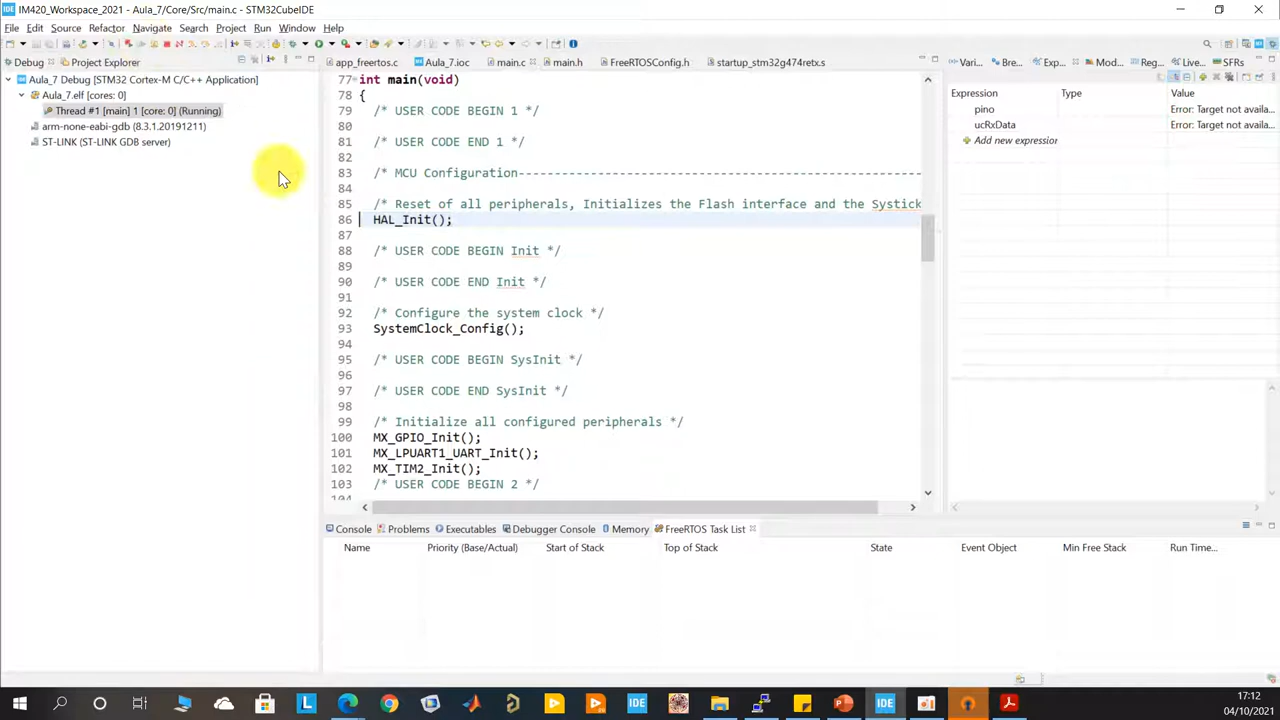 IM420_Workspace_2021 - Aula_7/Core/Src/main.c - STM32CubeIDE
File Edit Source Refactor Navigate Search Project Run Window Help
Debug Project Explorer
Aula_7 Debug [STM32 Cortex-M C/C++ Application]
Aula_7.elf [cores: 0]
Thread #1 [main] 1 [core: 0] (Running)
arm-none-eabi-gdb (8.3.1.20191211)
ST-LINK (ST-LINK GDB server)
app_freertos.c Aula_7.ioc main.c main.h FreeRTOSConfig.h startup_stm32g474retx.s
77 int main(void)
78 {
79 /* USER CODE BEGIN 1 */
80
81 /* USER CODE END 1 */
82
83 /* MCU Configuration--------------------------------------------------------
84
85 /* Reset of all peripherals, Initializes the Flash interface and the Systick
86 HAL_Init();
87
88 /* USER CODE BEGIN Init */
89
90 /* USER CODE END Init */
91
92 /* Configure the system clock */
93 SystemClock_Config();
94
95 /* USER CODE BEGIN SysInit */
96
97 /* USER CODE END SysInit */
98
99 /* Initialize all configured peripherals */
100 MX_GPIO_Init();
101 MX_LPUART1_UART_Init();
102 MX_TIM2_Init();
103 /* USER CODE BEGIN 2 */
Vari... Bre... Exp... Mod... Reg... Live... SFRs
Expression Type Value
pino Error: Target not availa...
ucRxData Error: Target not availa...
Add new expression
Console Problems Executables Debugger Console Memory FreeRTOS Task List
Name Priority (Base/Actual) Start of Stack Top of Stack State Event Object Min Free Stack Run Time...
IDE
L
IDE
17:12
04/10/2021